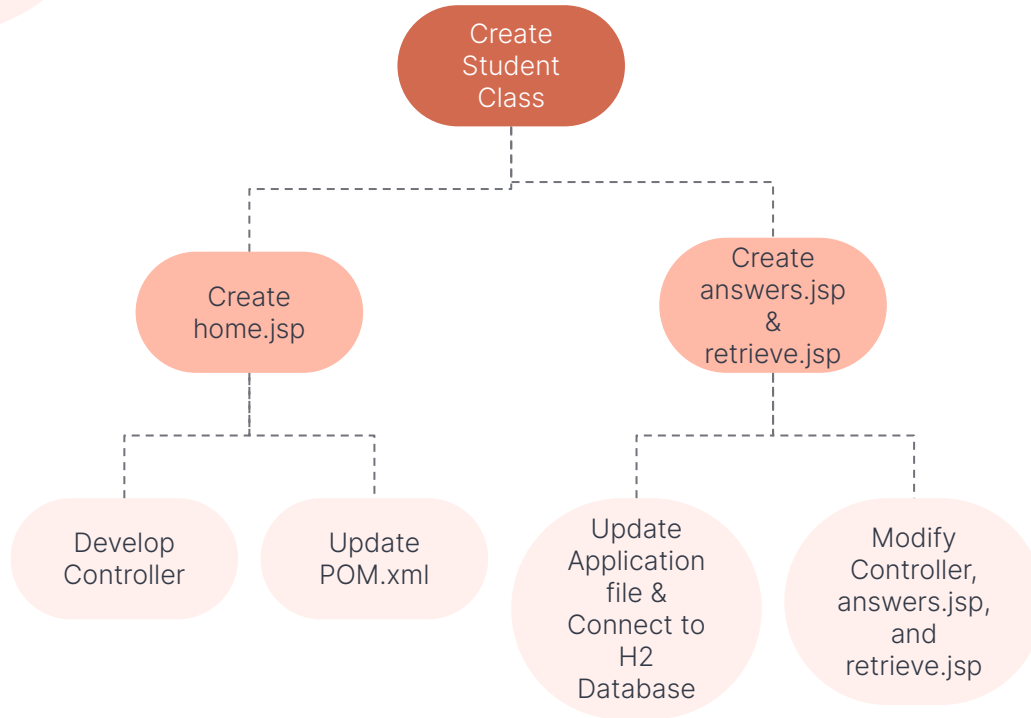 Create
Student
Class
Create
home.jsp
Create
answers.jsp
&
retrieve.jsp
Develop
Controller
Update
POM.xml
Update
Application
file &
Connect to
H2
Database
Modify
Controller,
answers.jsp,
and
retrieve.jsp